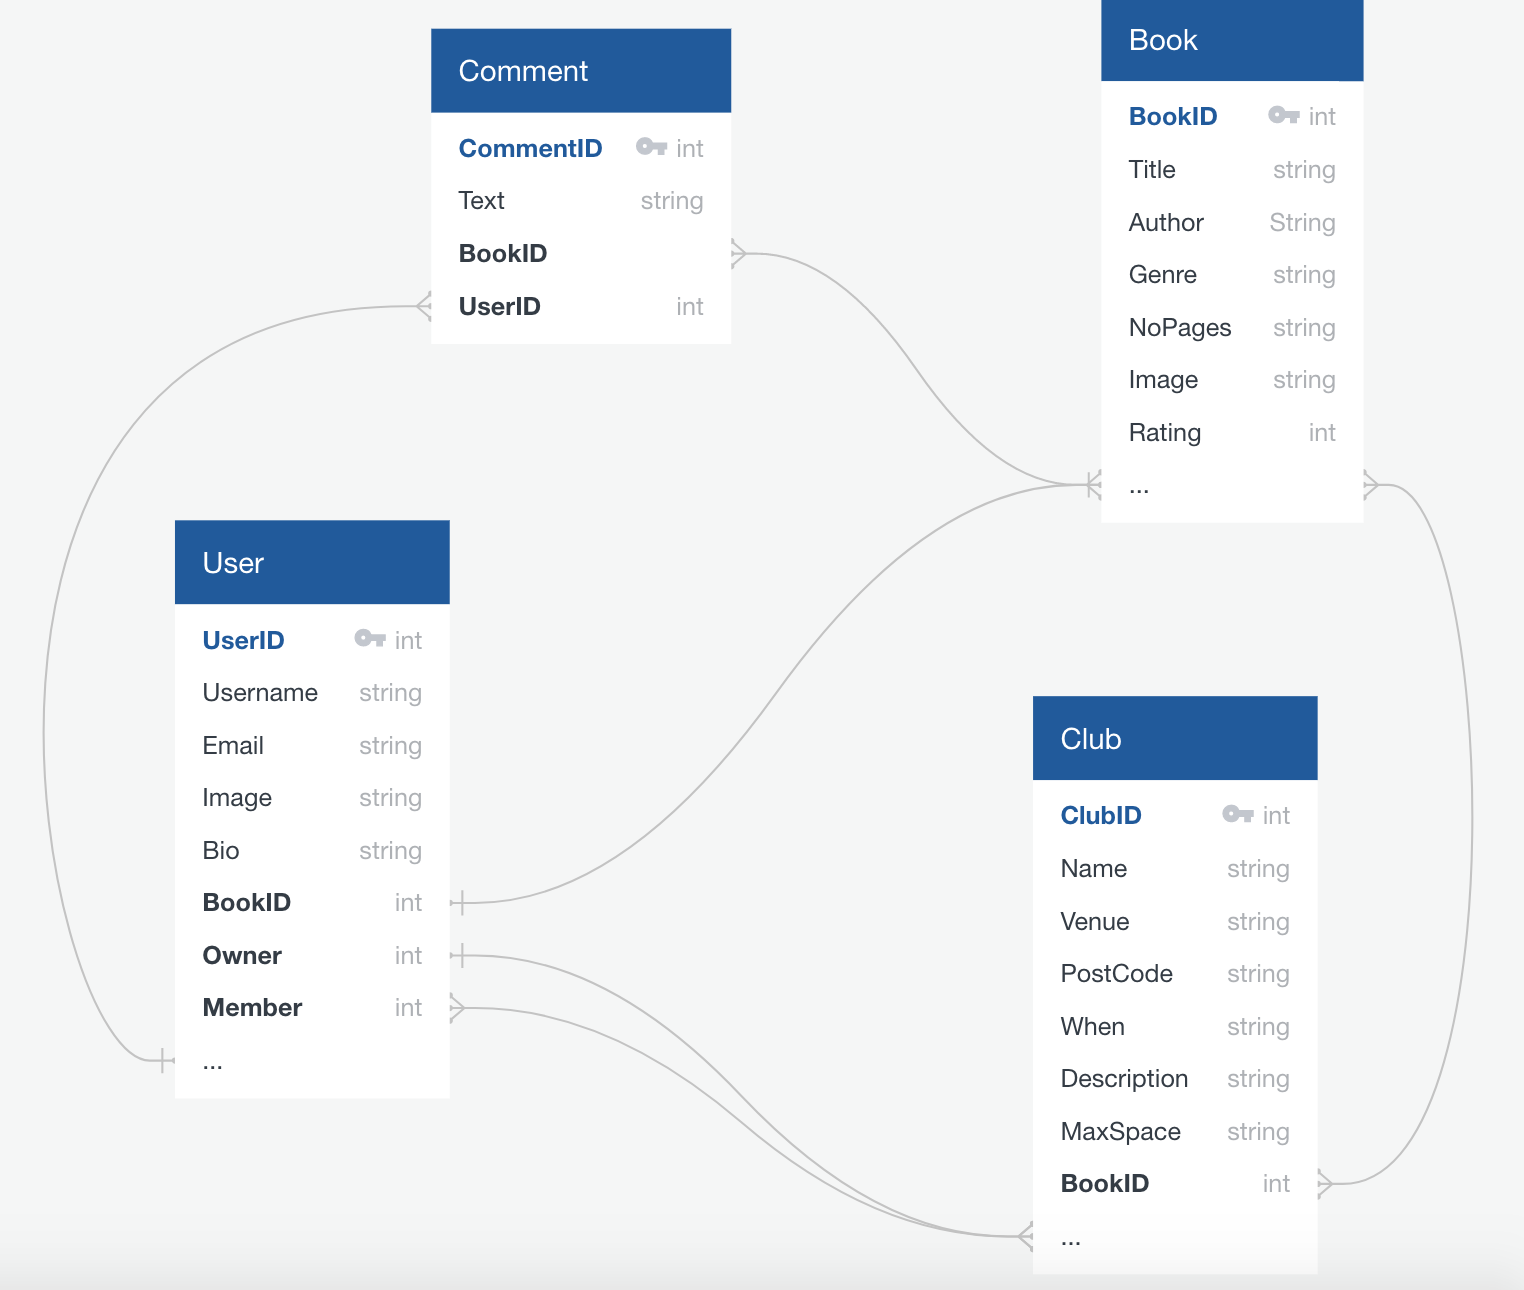 Comment
CommentID int
Text string
BookID
UserID int
Book
BookID int
Title string
Author String
Genre string
NoPages string
Image string
Rating int
...
User
UserID int
Username string
Email string
Image string
Bio string
BookID int
Owner int
Member int
...
Club
ClubID int
Name string
Venue string
PostCode string
When string
Description string
MaxSpace string
BookID int
...